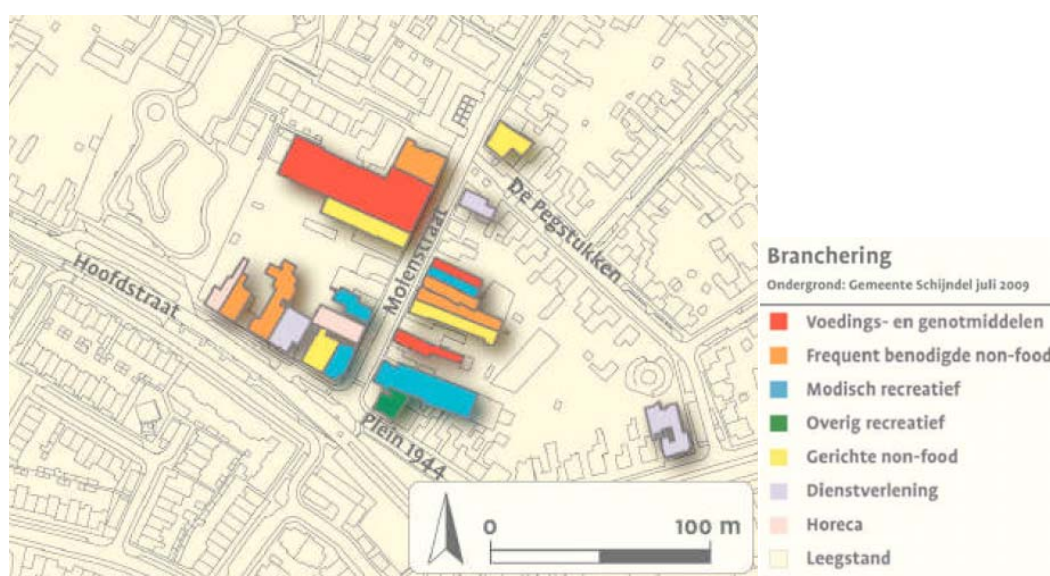 De Pegstukken
Molenstraat
Hoofdstraat
Plein 1944
0 100 m
Branchering
Ondergrond: Gemeente Schijndel juli 2009
Voedings- en genotmiddelen
Frequent benodigde non-food
Modisch recreatief
Overig recreatief
Gerichte non-food
Dienstverlening
Horeca
Leegstand